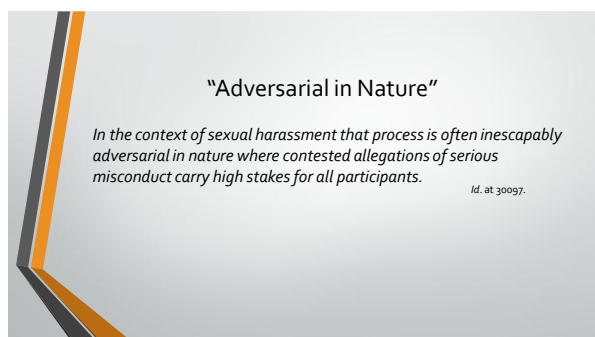 “Adversarial in Nature”
In the context of sexual harassment that process is often inescapably
adversarial in nature where contested allegations of serious
misconduct carry high stakes for all participants.
Id. at 30097.